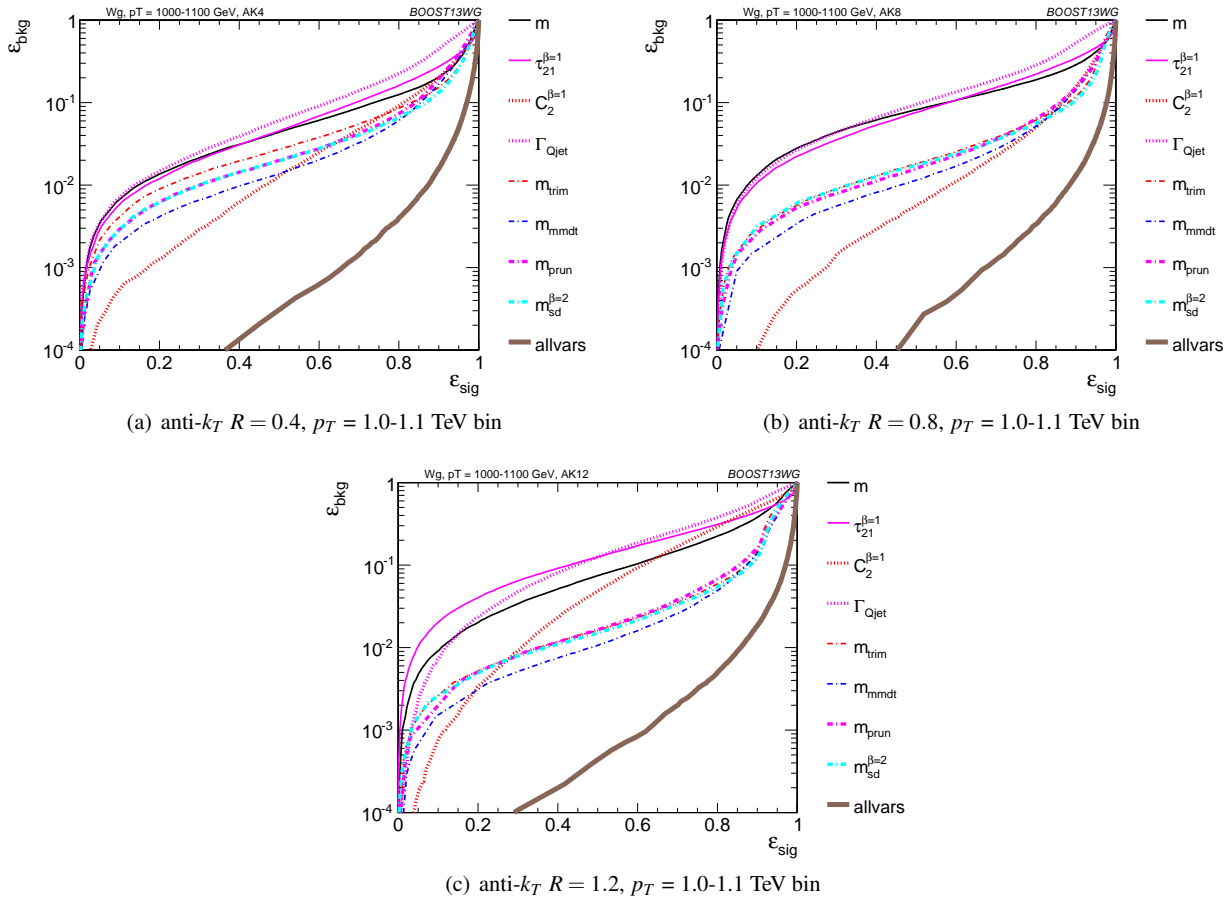 Wg, pT = 1000-1100 GeV, AK4
BOOST13WG
ε_bkg
1
10^-1
10^-2
10^-3
10^-4
0 0.2 0.4 0.6 0.8 1
ε_sig
m
τ_21^β=1
C_2^β=1
Γ_Qjet
m_trim
m_mmdt
m_prun
m_sd^β=2
allvars
(a) anti-k_T R = 0.4, p_T = 1.0-1.1 TeV bin
Wg, pT = 1000-1100 GeV, AK8
BOOST13WG
ε_bkg
1
10^-1
10^-2
10^-3
10^-4
0 0.2 0.4 0.6 0.8 1
ε_sig
m
τ_21^β=1
C_2^β=1
Γ_Qjet
m_trim
m_mmdt
m_prun
m_sd^β=2
allvars
(b) anti-k_T R = 0.8, p_T = 1.0-1.1 TeV bin
Wg, pT = 1000-1100 GeV, AK12
BOOST13WG
ε_bkg
1
10^-1
10^-2
10^-3
10^-4
0 0.2 0.4 0.6 0.8 1
ε_sig
m
τ_21^β=1
C_2^β=1
Γ_Qjet
m_trim
m_mmdt
m_prun
m_sd^β=2
allvars
(c) anti-k_T R = 1.2, p_T = 1.0-1.1 TeV bin